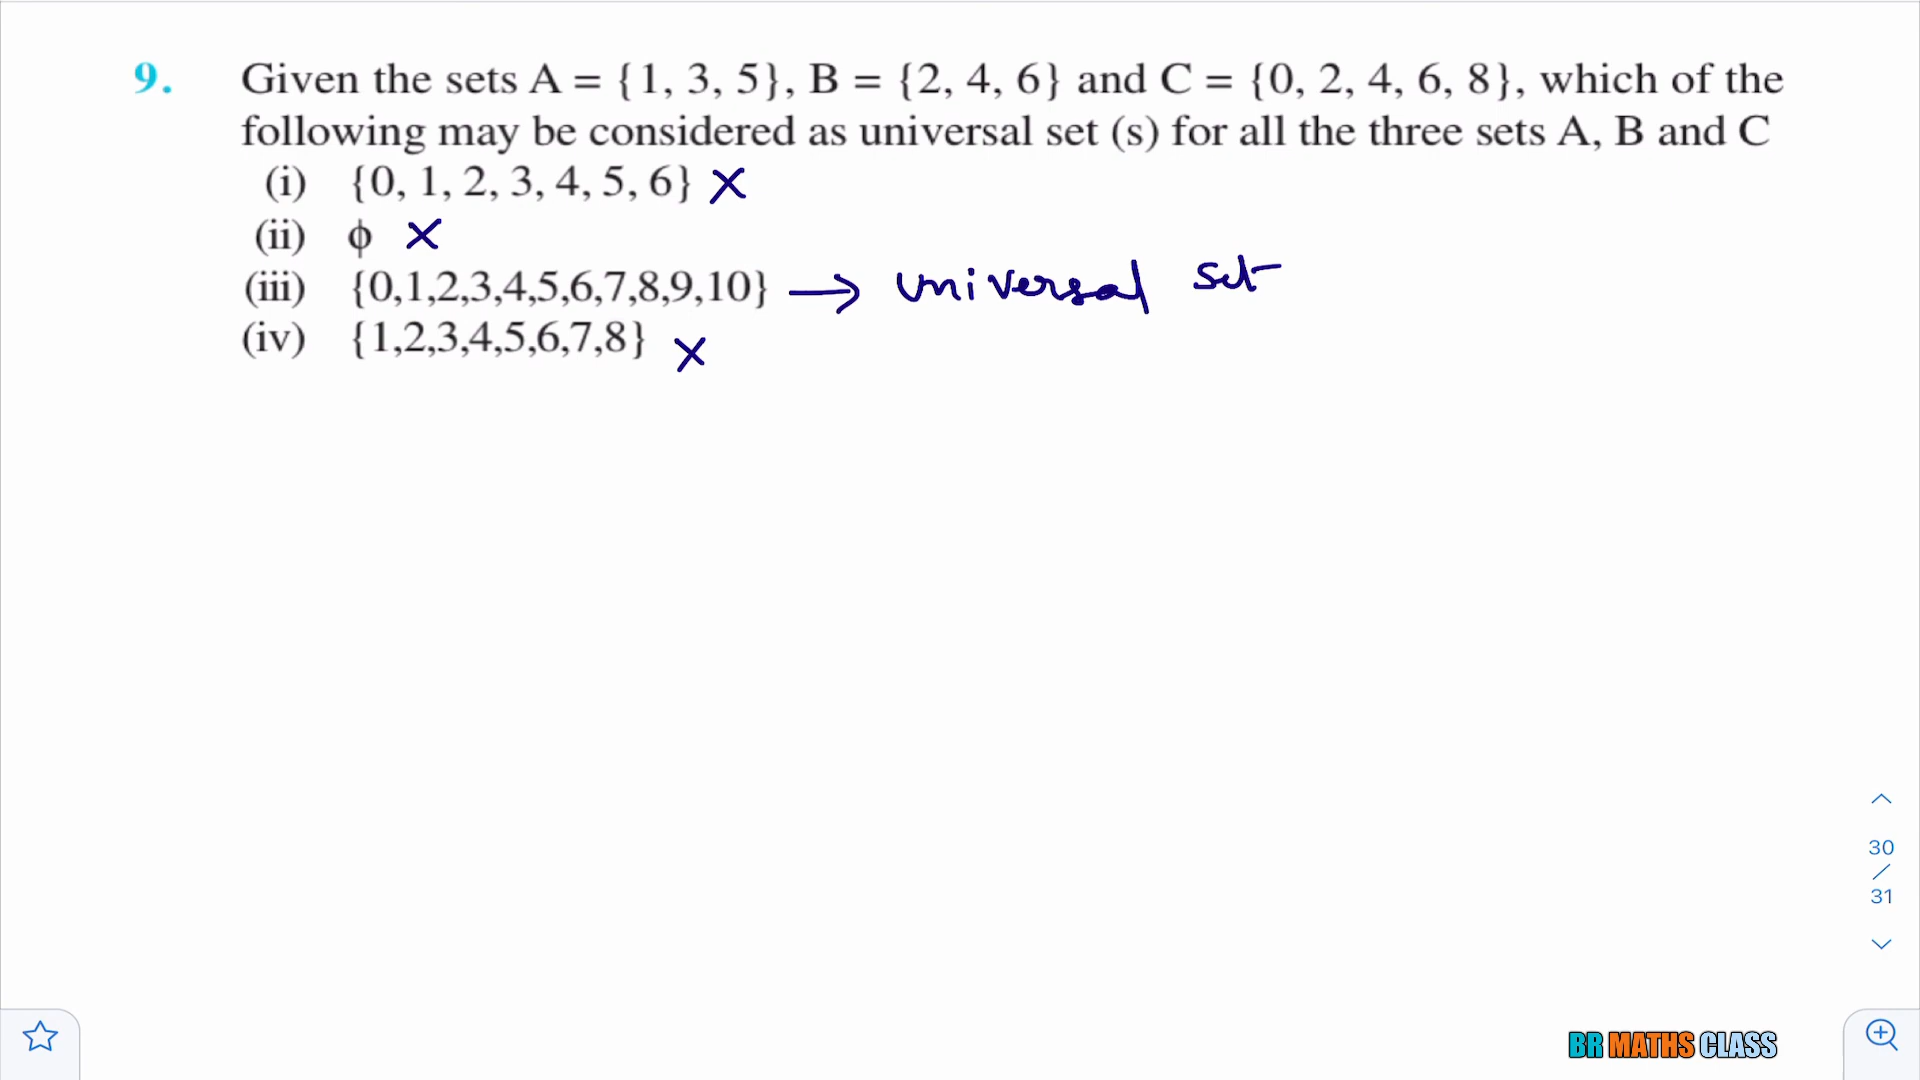 9. Given the sets A = {1, 3, 5}, B = {2, 4, 6} and C = {0, 2, 4, 6, 8}, which of the
following may be considered as universal set (s) for all the three sets A, B and C
(i) {0, 1, 2, 3, 4, 5, 6} ×
(ii) ϕ ×
(iii) {0,1,2,3,4,5,6,7,8,9,10} → universal set
(iv) {1,2,3,4,5,6,7,8} ×
30
/
31
BR MATHS CLASS